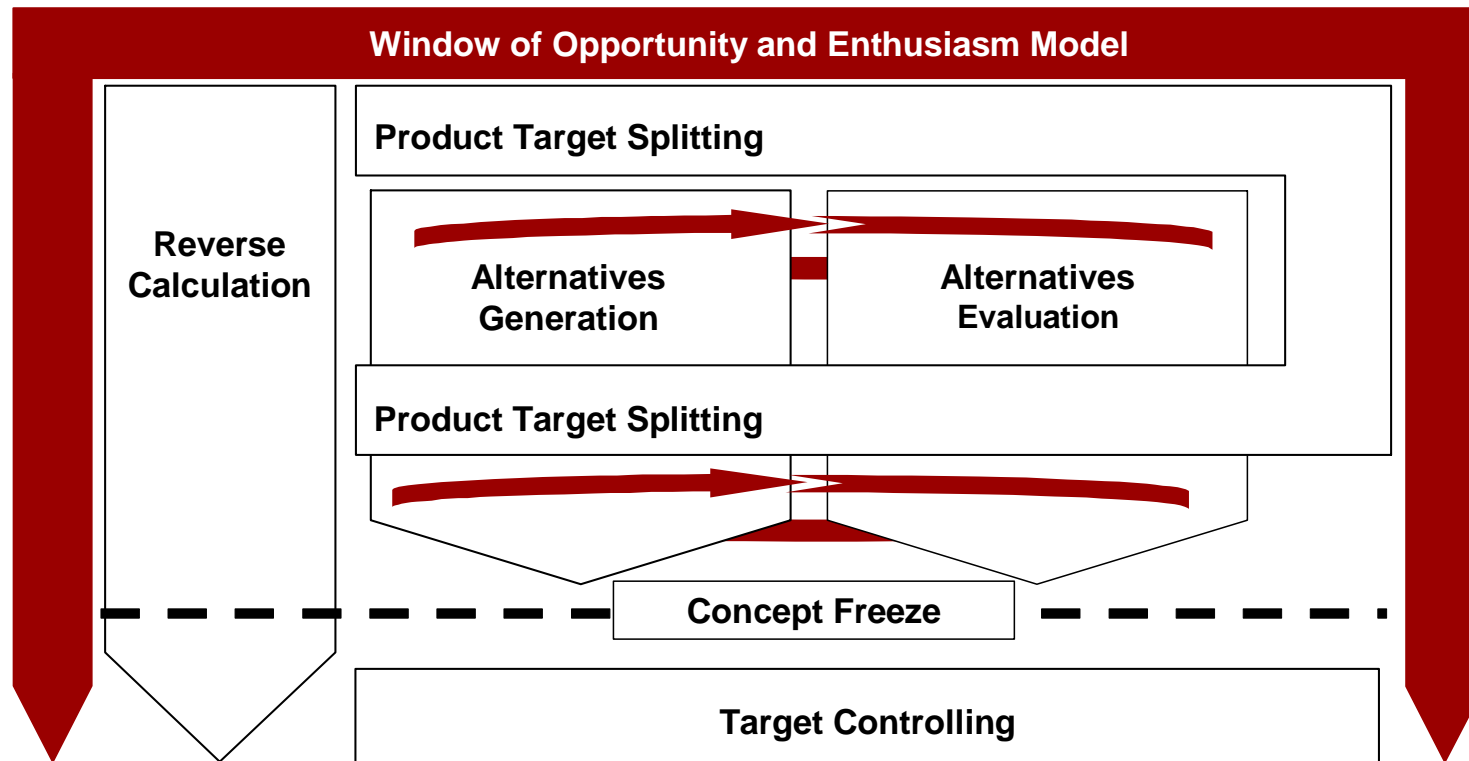 Window of Opportunity and Enthusiasm Model
Product Target Splitting
Reverse
Calculation
Alternatives
Generation
Alternatives
Evaluation
Product Target Splitting
Concept Freeze
Target Controlling